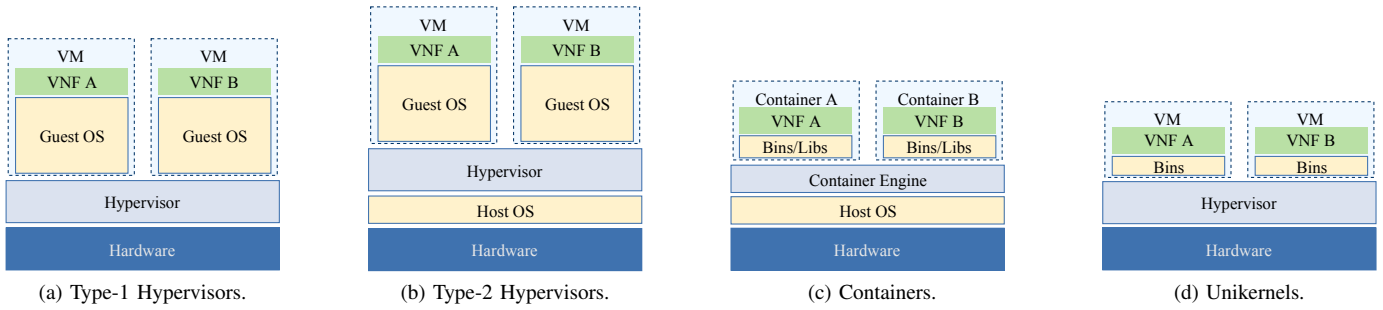 VM VM
VNF A VNF B
Guest OS Guest OS
Hypervisor
Hardware
(a) Type-1 Hypervisors.
VM VM
VNF A VNF B
Guest OS Guest OS
Hypervisor
Host OS
Hardware
(b) Type-2 Hypervisors.
Container A Container B
VNF A VNF B
Bins/Libs Bins/Libs
Container Engine
Host OS
Hardware
(c) Containers.
VM VM
VNF A VNF B
Bins Bins
Hypervisor
Hardware
(d) Unikernels.